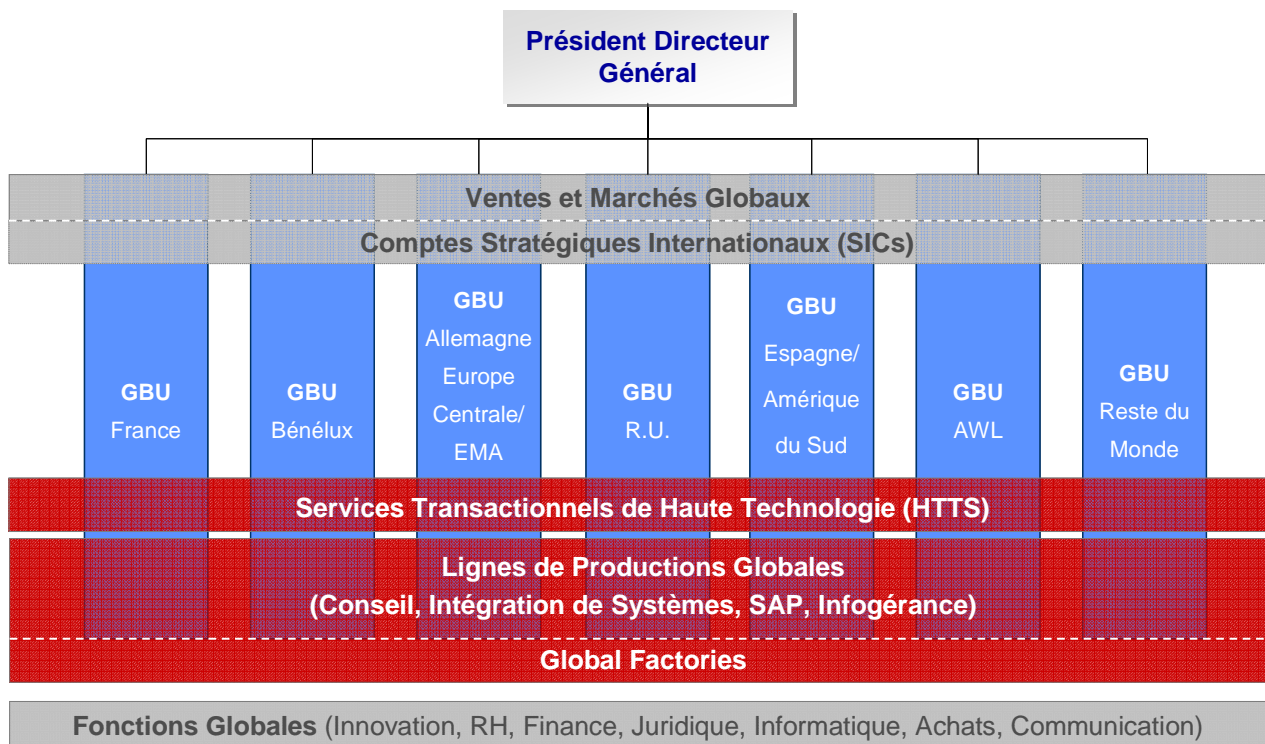 Président Directeur
Général
Ventes et Marchés Globaux
Comptes Stratégiques Internationaux (SICs)
GBU
France
GBU
Bénélux
GBU
Allemagne
Europe
Centrale/
EMA
GBU
R.U.
GBU
Espagne/
Amérique
du Sud
GBU
AWL
GBU
Reste du
Monde
Services Transactionnels de Haute Technologie (HTTS)
Lignes de Productions Globales
(Conseil, Intégration de Systèmes, SAP, Infogérance)
Global Factories
Fonctions Globales (Innovation, RH, Finance, Juridique, Informatique, Achats, Communication)